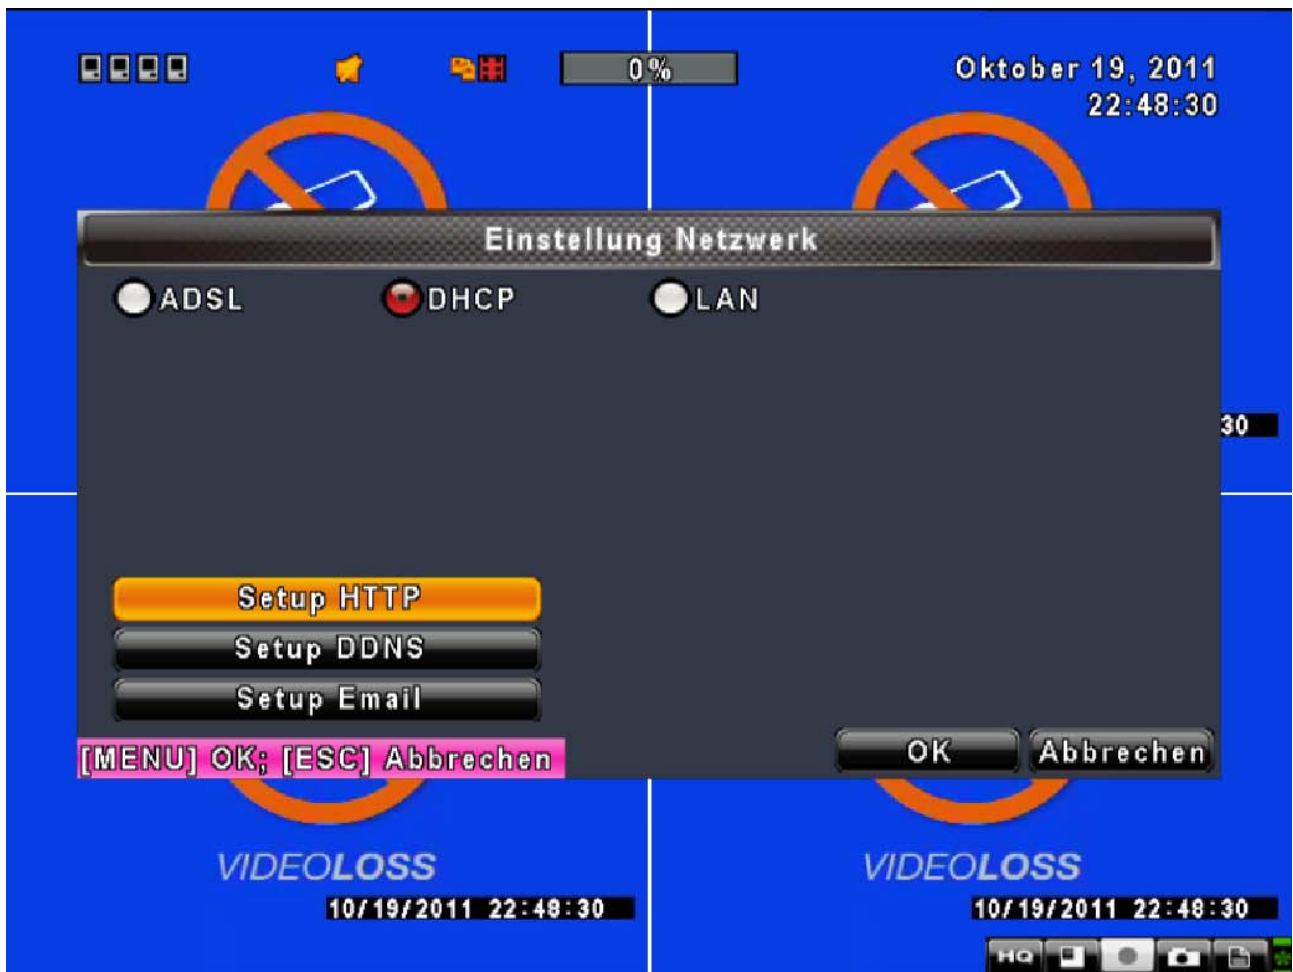 0%
Oktober 19, 2011
22:48:30
Einstellung Netzwerk
ADSL DHCP LAN
30
Setup HTTP
Setup DDNS
Setup Email
[MENU] OK; [ESC] Abbrechen
OK Abbrechen
VIDEOLOSS VIDEOLOSS
10/19/2011 22:48:30 10/19/2011 22:48:30
HQ